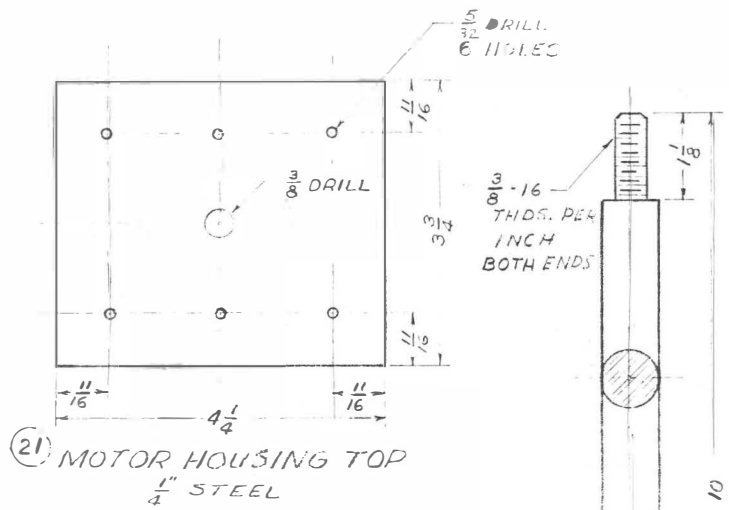 5/32 DRILL
6 HOLES
11/16
3/8 DRILL
3 3/4
11/16
11/16
11/16
4 1/4
(21) MOTOR HOUSING TOP
1/4" STEEL
1 1/8
3/8-16
THDS. PER
INCH
BOTH ENDS
10